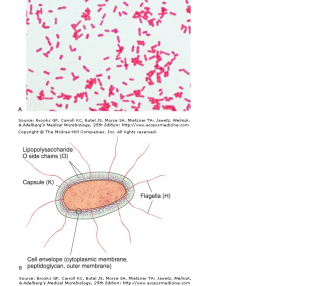 A
Source: Brooks GF, Carroll KC, Butel JS, Morse SA, Mietzner TA: Jawetz, Melnick,
& Adelberg's Medical Microbiology, 25th Edition: http://www.accessmedicine.com
Copyright © The McGraw-Hill Companies, Inc. All rights reserved.
Lipopolysaccharide
O side chains (O)
Capsule (K)
Flagella (H)
Cell envelope (cytoplasmic membrane,
B peptidoglycan, outer membrane)
Source: Brooks GF, Carroll KC, Butel JS, Morse SA, Mietzner TA: Jawetz, Melnick,
& Adelberg's Medical Microbiology, 25th Edition: http://www.accessmedicine.com